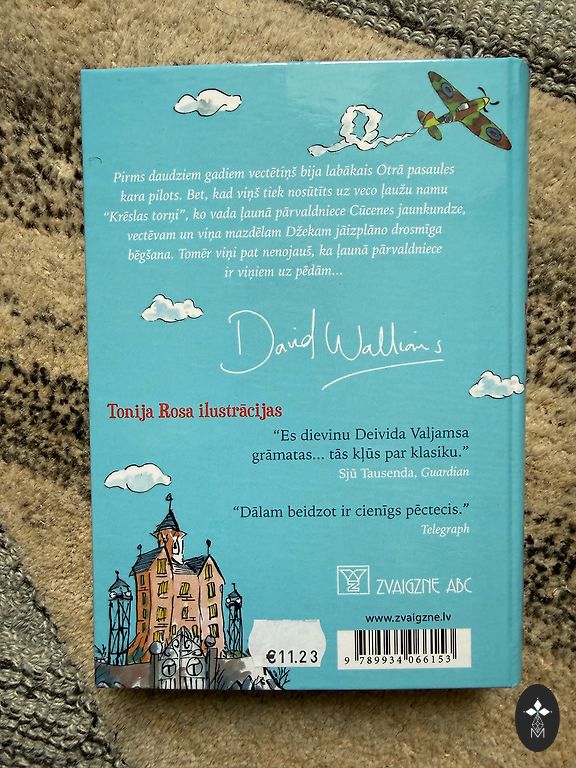 Pirms daudziem gadiem vectētiņš bija labākais Otrā pasaules
kara pilots. Bet, kad viņš tiek nosūtīts uz veco ļaužu namu
“Krēslas torņi”, ko vada ļaunā pārvaldniece Cūcenes jaunkundze,
vectēvam un viņa mazdēlam Džekam jāizplāno drosmīga
bēgšana. Tomēr viņi pat nenojauš, ka ļaunā pārvaldniece
ir viņiem uz pēdām...
David Walliams
Tonija Rosa ilustrācijas
“Es dievinu Deivida Valjamsa
grāmatas... tās kļūs par klasiku.”
Sjū Tausenda, Guardian
“Dālam beidzot ir cienīgs pēctecis.”
Telegraph
ZVAIGZNE ABC
www.zvaigzne.lv
€11.23
9 789934 066153
M